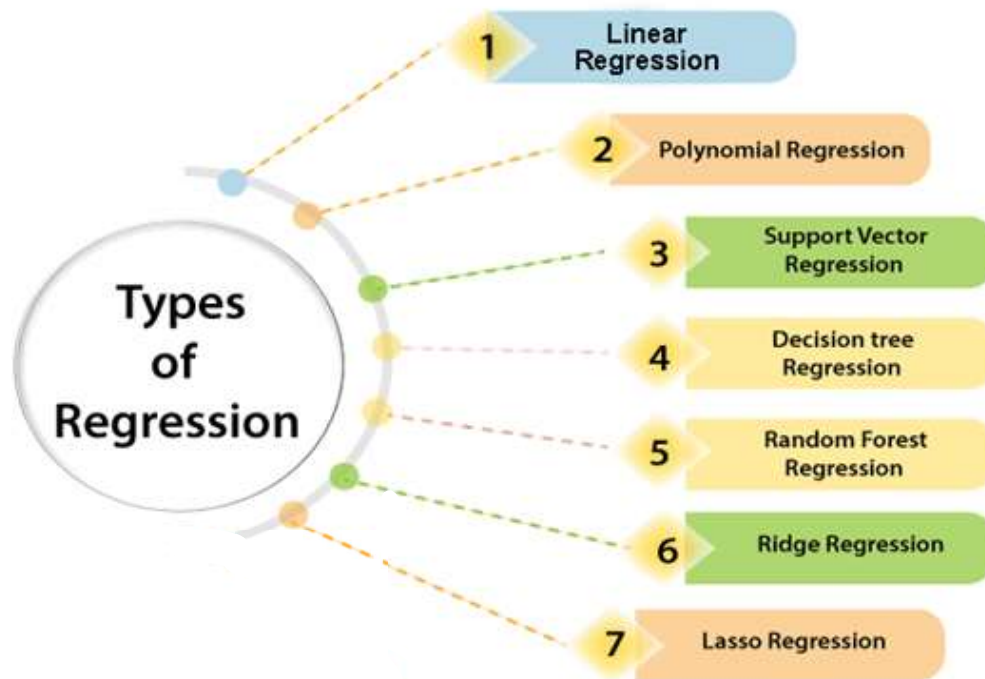 Types
of
Regression
1
Linear
Regression
2
Polynomial Regression
3
Support Vector
Regression
4
Decision tree
Regression
5
Random Forest
Regression
6
Ridge Regression
7
Lasso Regression